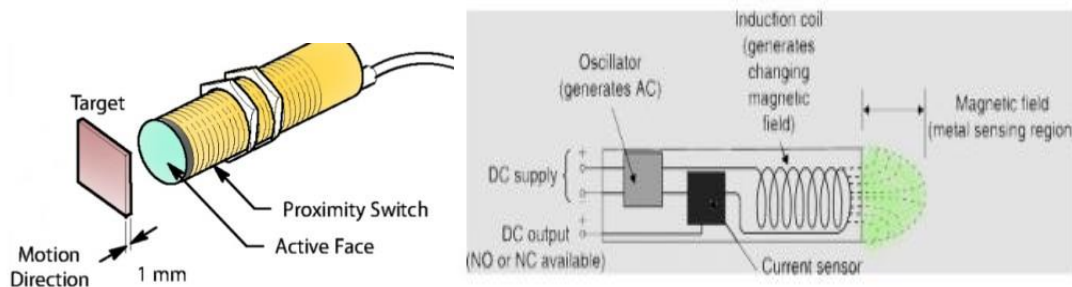 Target
Motion
Direction
1 mm
Proximity Switch
Active Face
Induction coil
(generates
changing
magnetic
field)
Oscillator
(generates AC)
Magnetic field
(metal sensing region)
+
DC supply
-
+
DC output
(NO or NC available)
Current sensor